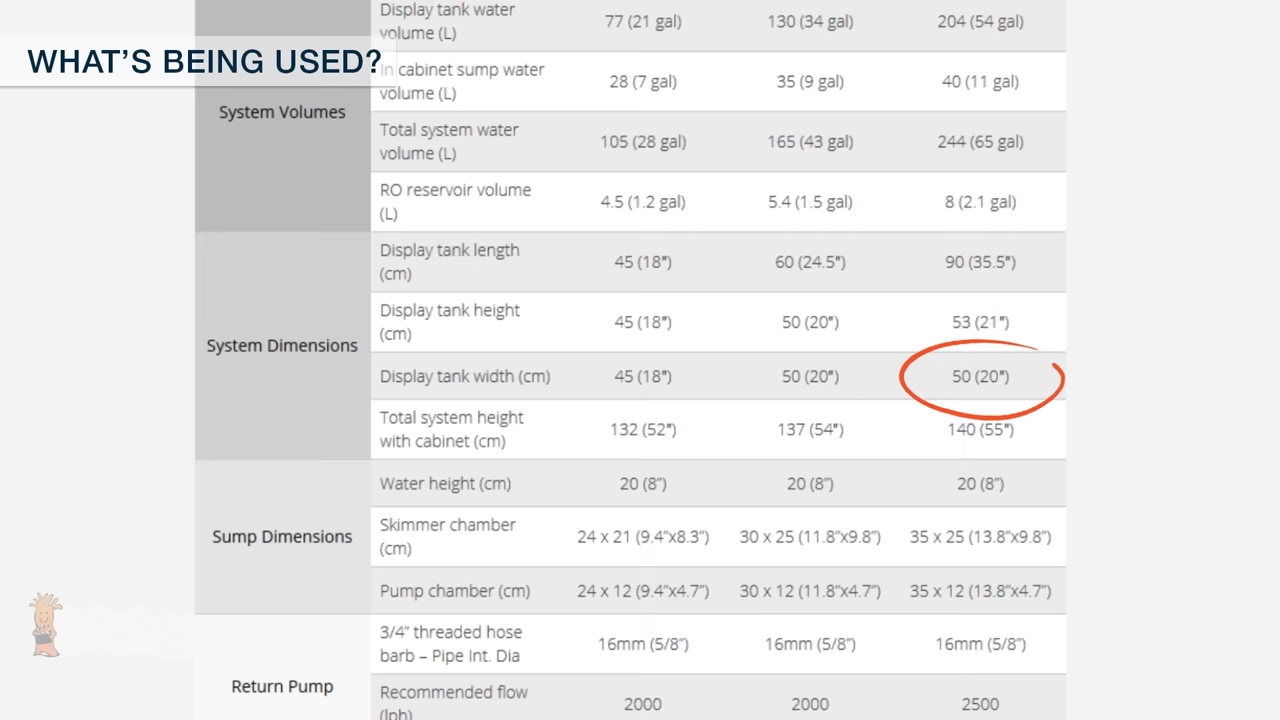 WHAT'S BEING USED?
Display tank water
volume (L)
77 (21 gal)
130 (34 gal)
204 (54 gal)
System Volumes
In cabinet sump water
volume (L)
28 (7 gal)
35 (9 gal)
40 (11 gal)
Total system water
volume (L)
105 (28 gal)
165 (43 gal)
244 (65 gal)
RO reservoir volume
(L)
4.5 (1.2 gal)
5.4 (1.5 gal)
8 (2.1 gal)
System Dimensions
Display tank length
(cm)
45 (18″)
60 (24.5″)
90 (35.5″)
Display tank height
(cm)
45 (18″)
50 (20″)
53 (21″)
Display tank width (cm)
45 (18″)
50 (20″)
50 (20″)
Total system height
with cabinet (cm)
132 (52″)
137 (54″)
140 (55″)
Sump Dimensions
Water height (cm)
20 (8”)
20 (8”)
20 (8”)
Skimmer chamber
(cm)
24 x 21 (9.4”x8.3”)
30 x 25 (11.8”x9.8”)
35 x 25 (13.8”x9.8”)
Pump chamber (cm)
24 x 12 (9.4”x4.7”)
30 x 12 (11.8”x4.7”)
35 x 12 (13.8”x4.7”)
Return Pump
3/4” threaded hose
barb – Pipe Int. Dia
16mm (5/8”)
16mm (5/8”)
16mm (5/8”)
Recommended flow
(lph)
2000
2000
2500